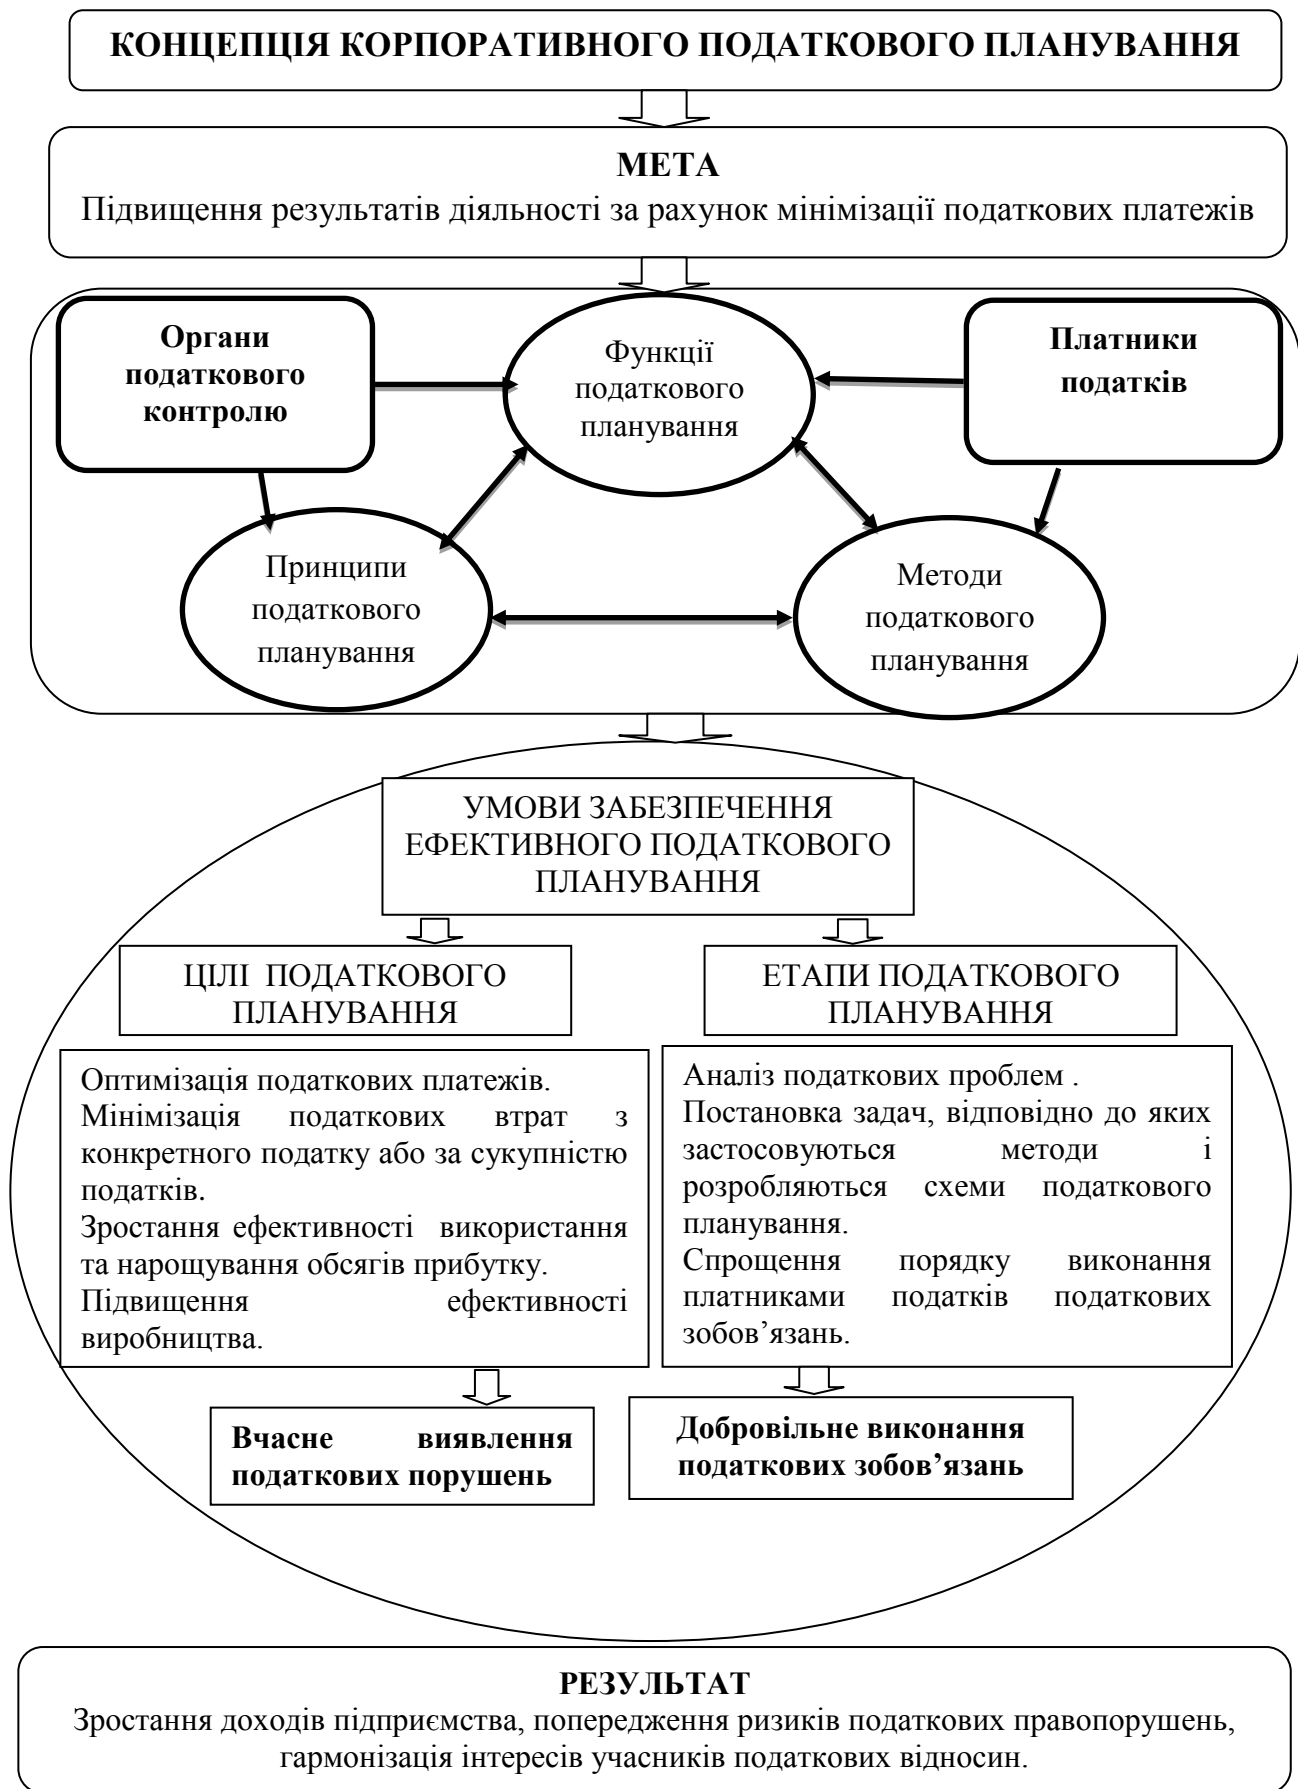 КОНЦЕПЦІЯ КОРПОРАТИВНОГО ПОДАТКОВОГО ПЛАНУВАННЯ
МЕТА
Підвищення результатів діяльності за рахунок мінімізації податкових платежів
Органи
податкового
контролю
Функції
податкового
планування
Платники
податків
Принципи
податкового
планування
Методи
податкового
планування
УМОВИ ЗАБЕЗПЕЧЕННЯ
ЕФЕКТИВНОГО ПОДАТКОВОГО
ПЛАНУВАННЯ
ЦІЛІ ПОДАТКОВОГО
ПЛАНУВАННЯ
Оптимізація податкових платежів.
Мінімізація податкових втрат з
конкретного податку або за сукупністю
податків.
Зростання ефективності використання
та нарощування обсягів прибутку.
Підвищення ефективності
виробництва.
ЕТАПИ ПОДАТКОВОГО
ПЛАНУВАННЯ
Аналіз податкових проблем .
Постановка задач, відповідно до яких
застосовуються методи і
розробляються схеми податкового
планування.
Спрощення порядку виконання
платниками податків податкових
зобов’язань.
Вчасне виявлення
податкових порушень
Добровільне виконання
податкових зобов’язань
РЕЗУЛЬТАТ
Зростання доходів підприємства, попередження ризиків податкових правопорушень,
гармонізація інтересів учасників податкових відносин.